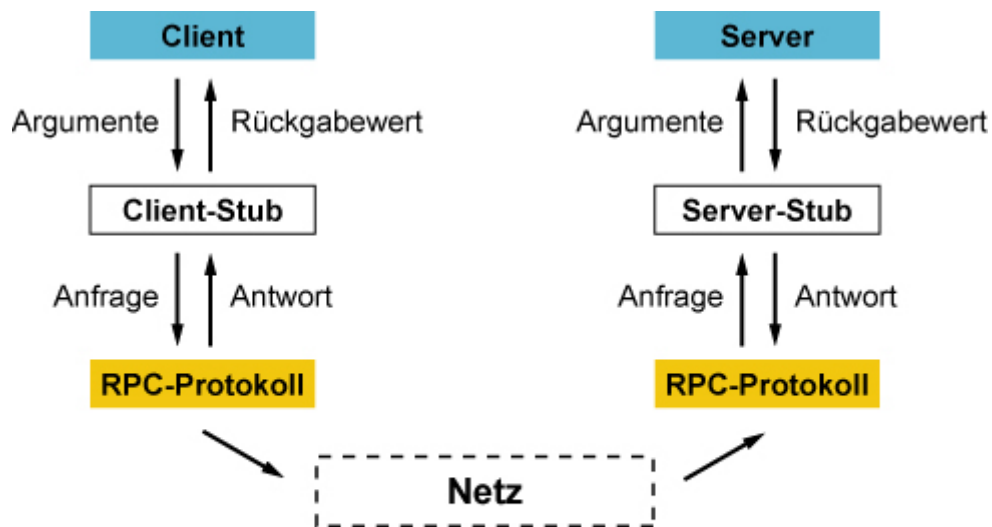 Client
Server
Argumente
Rückgabewert
Argumente
Rückgabewert
Client-Stub
Server-Stub
Anfrage
Antwort
Anfrage
Antwort
RPC-Protokoll
RPC-Protokoll
Netz